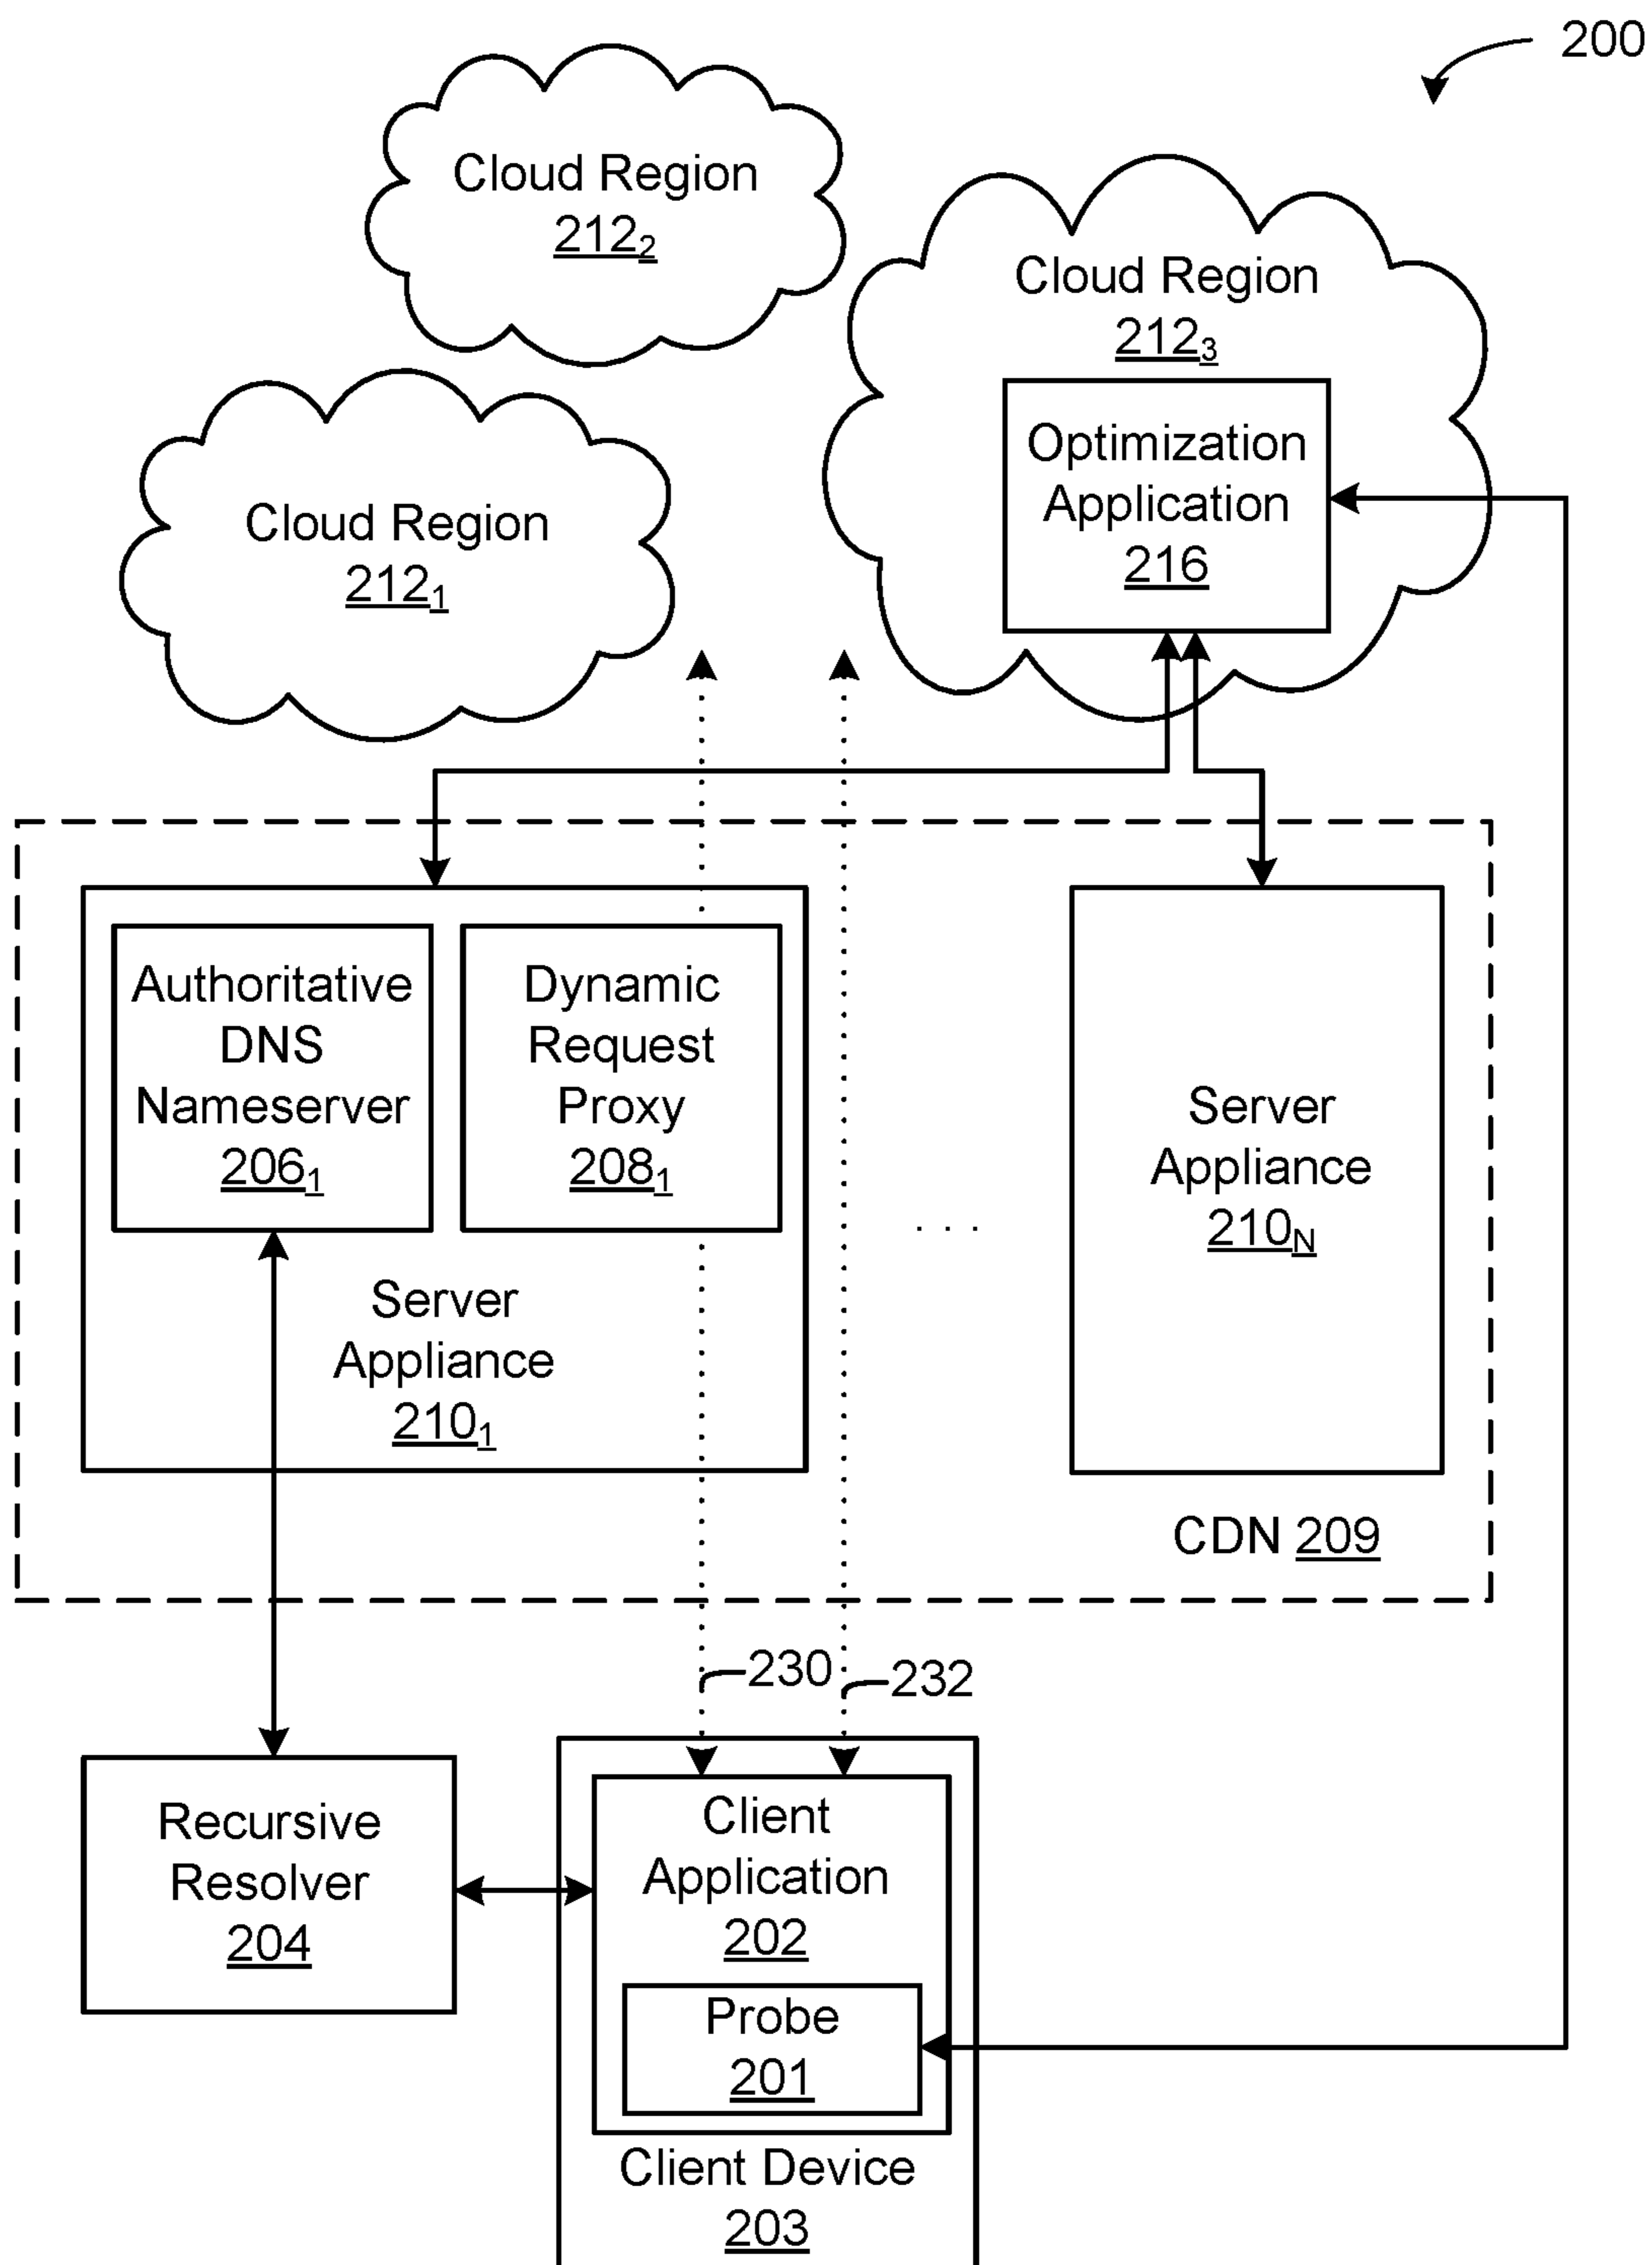 200
Cloud Region
212₂
Cloud Region
212₃
Optimization
Application
216
Cloud Region
212₁
Authoritative
DNS
Nameserver
206₁
Dynamic
Request
Proxy
208₁
Server
Appliance
210₁
. . .
Server
Appliance
210N
CDN 209
230
232
Recursive
Resolver
204
Client
Application
202
Probe
201
Client Device
203